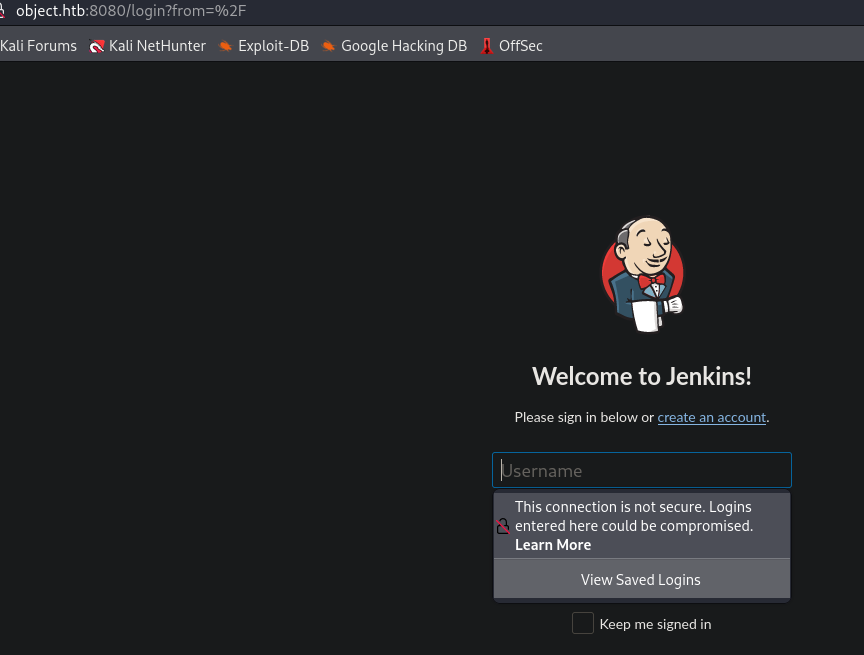 object.htb:8080/login?from=%2F
Kali Forums Kali NetHunter Exploit-DB Google Hacking DB OffSec
Welcome to Jenkins!
Please sign in below or create an account.
Username
This connection is not secure. Logins
entered here could be compromised.
Learn More
View Saved Logins
Keep me signed in